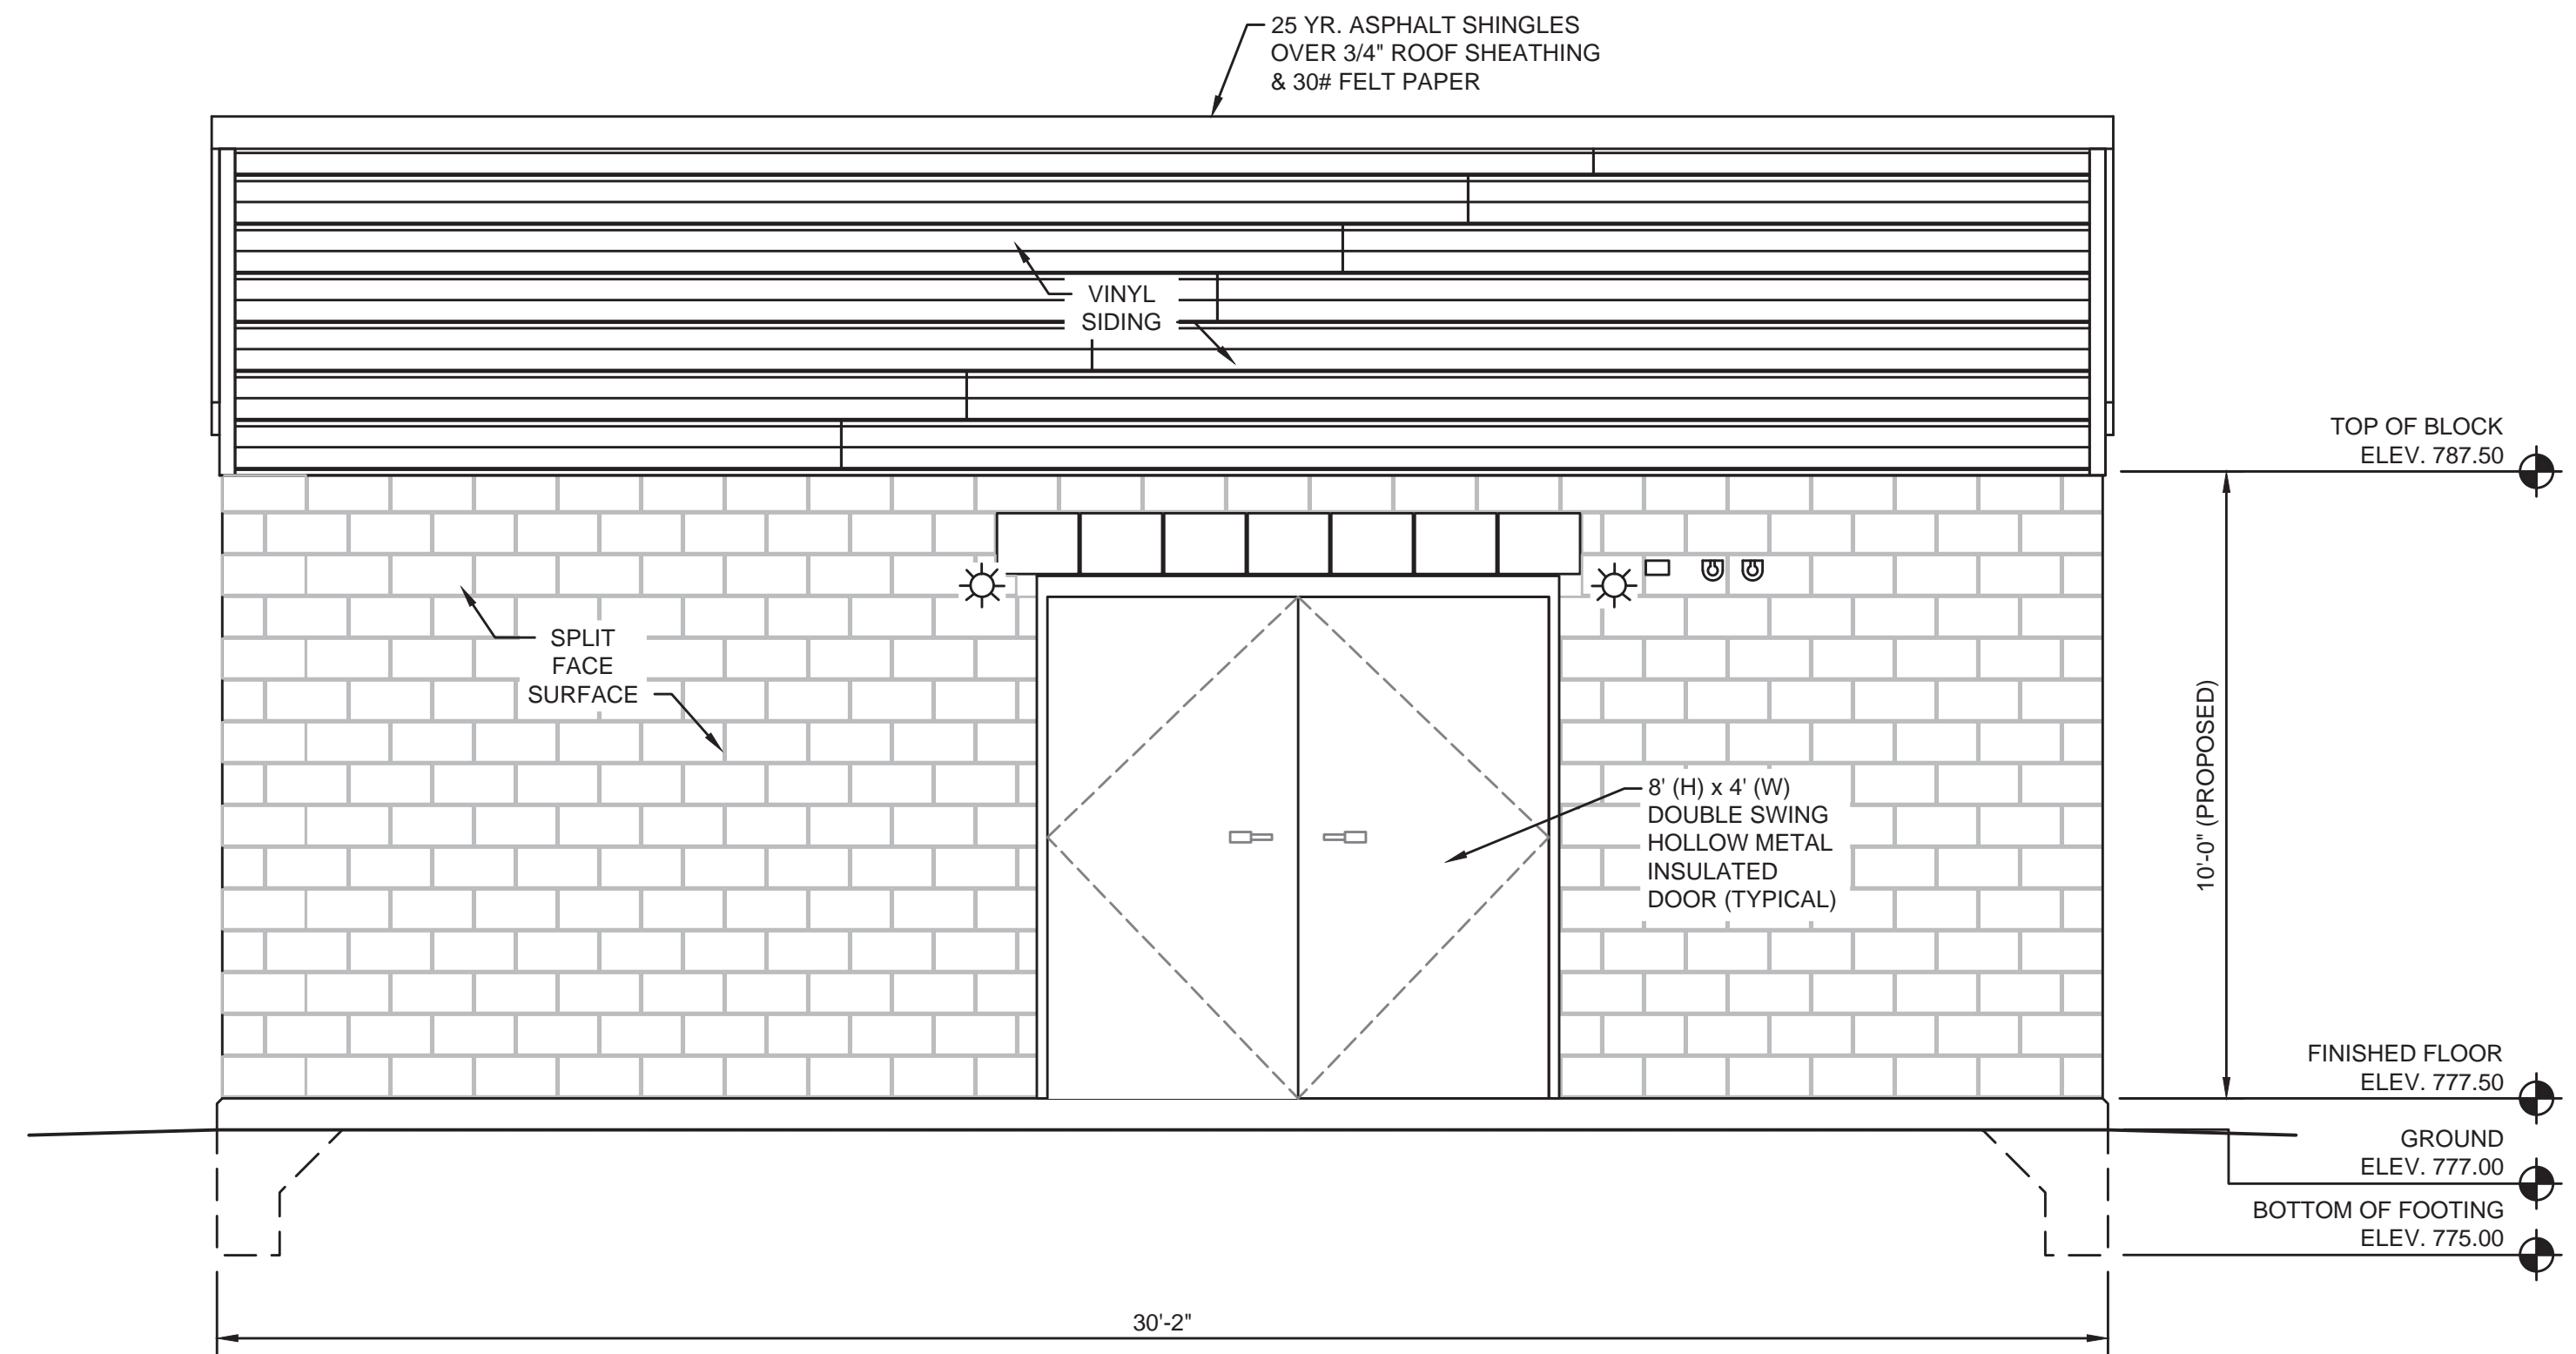 25 YR. ASPHALT SHINGLES
OVER 3/4" ROOF SHEATHING
& 30# FELT PAPER
VINYL
SIDING
TOP OF BLOCK
ELEV. 787.50
SPLIT
FACE
SURFACE
8' (H) x 4' (W)
DOUBLE SWING
HOLLOW METAL
INSULATED
DOOR (TYPICAL)
10'-0" (PROPOSED)
FINISHED FLOOR
ELEV. 777.50
GROUND
ELEV. 777.00
BOTTOM OF FOOTING
ELEV. 775.00
30'-2"